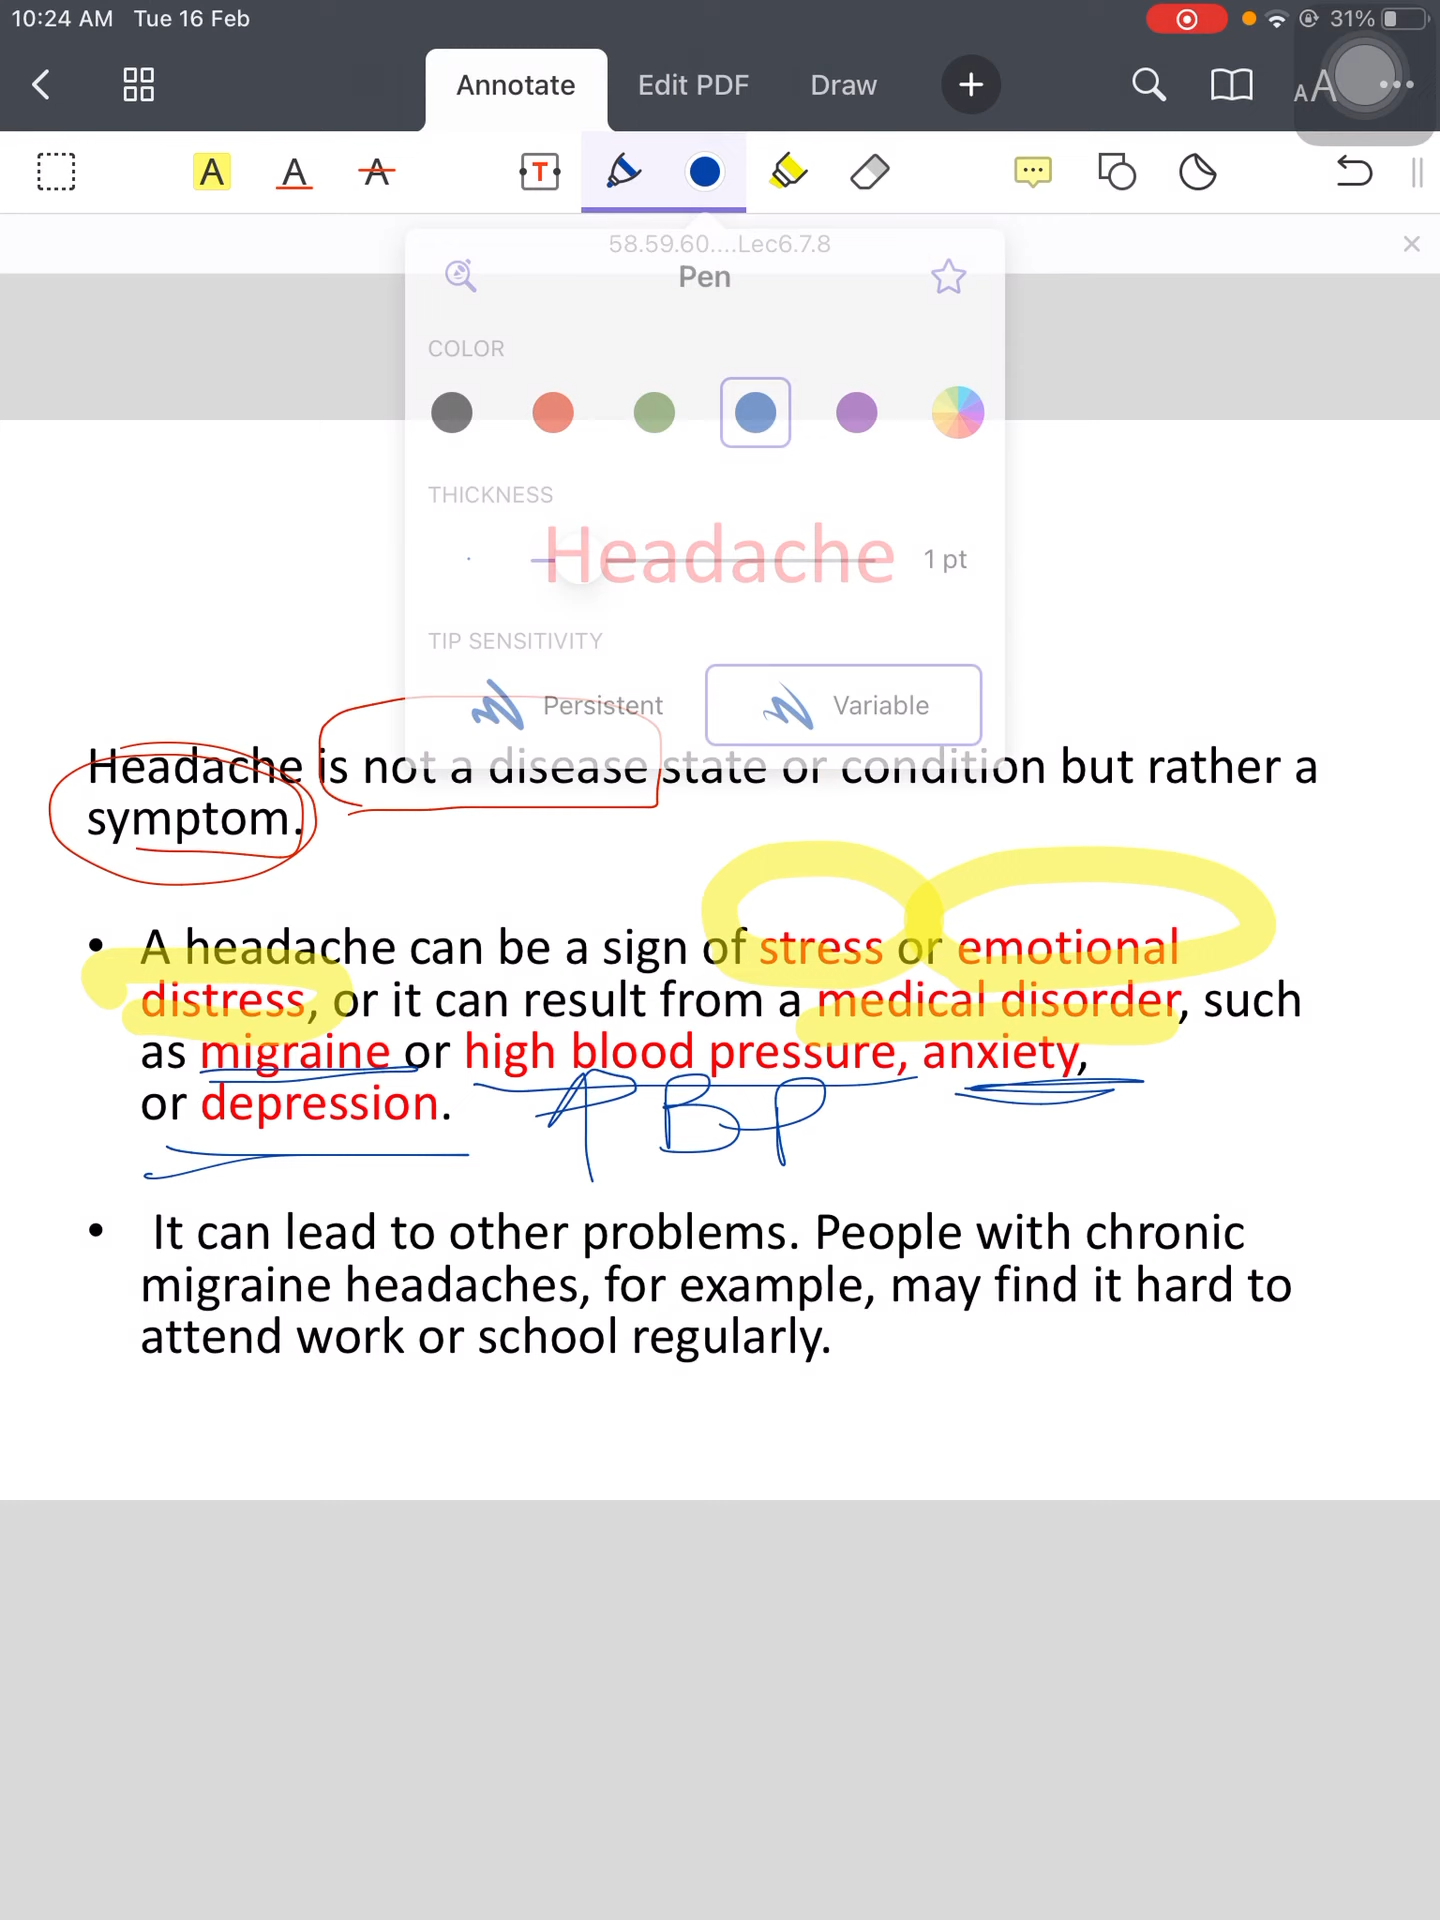 10:24 AM Tue 16 Feb
31%
Annotate Edit PDF Draw
AA
A A A T
58.59.60....Lec6.7.8
Pen
COLOR
THICKNESS
Headache
1 pt
TIP SENSITIVITY
Persistent Variable
Headache is not a disease state or condition but rather a
symptom.
• A headache can be a sign of stress or emotional
distress, or it can result from a medical disorder, such
as migraine or high blood pressure, anxiety,
or depression.
↑ BP
• It can lead to other problems. People with chronic
migraine headaches, for example, may find it hard to
attend work or school regularly.